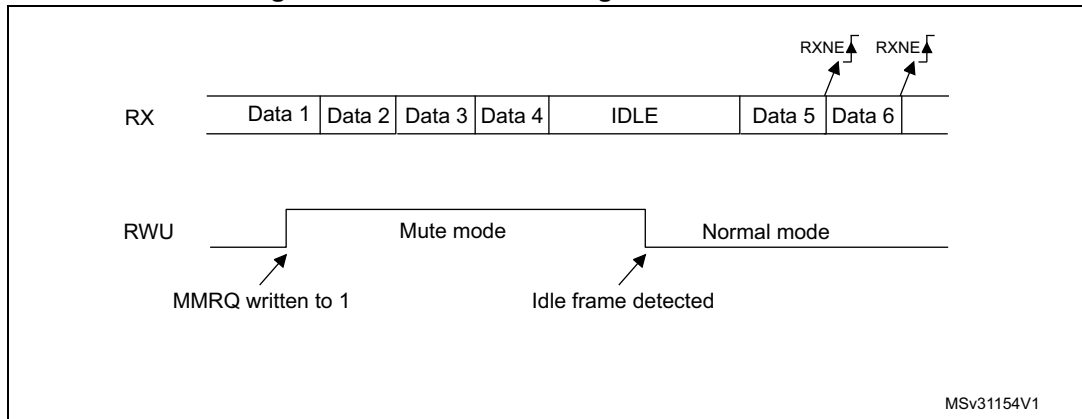 RXNE RXNE
RX Data 1 Data 2 Data 3 Data 4 IDLE Data 5 Data 6
RWU Mute mode Normal mode
MMRQ written to 1 Idle frame detected
MSv31154V1